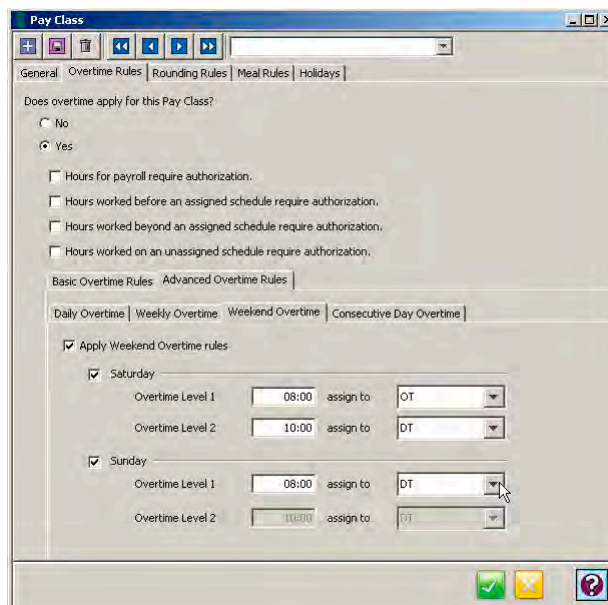 Pay Class
General Overtime Rules Rounding Rules Meal Rules Holidays
Does overtime apply for this Pay Class?
No
Yes
Hours for payroll require authorization.
Hours worked before an assigned schedule require authorization.
Hours worked beyond an assigned schedule require authorization.
Hours worked on an unassigned schedule require authorization.
Basic Overtime Rules Advanced Overtime Rules
Daily Overtime Weekly Overtime Weekend Overtime Consecutive Day Overtime
Apply Weekend Overtime rules
Saturday
Overtime Level 1 08:00 assign to OT
Overtime Level 2 10:00 assign to DT
Sunday
Overtime Level 1 08:00 assign to DT
Overtime Level 2 10:00 assign to DT
?